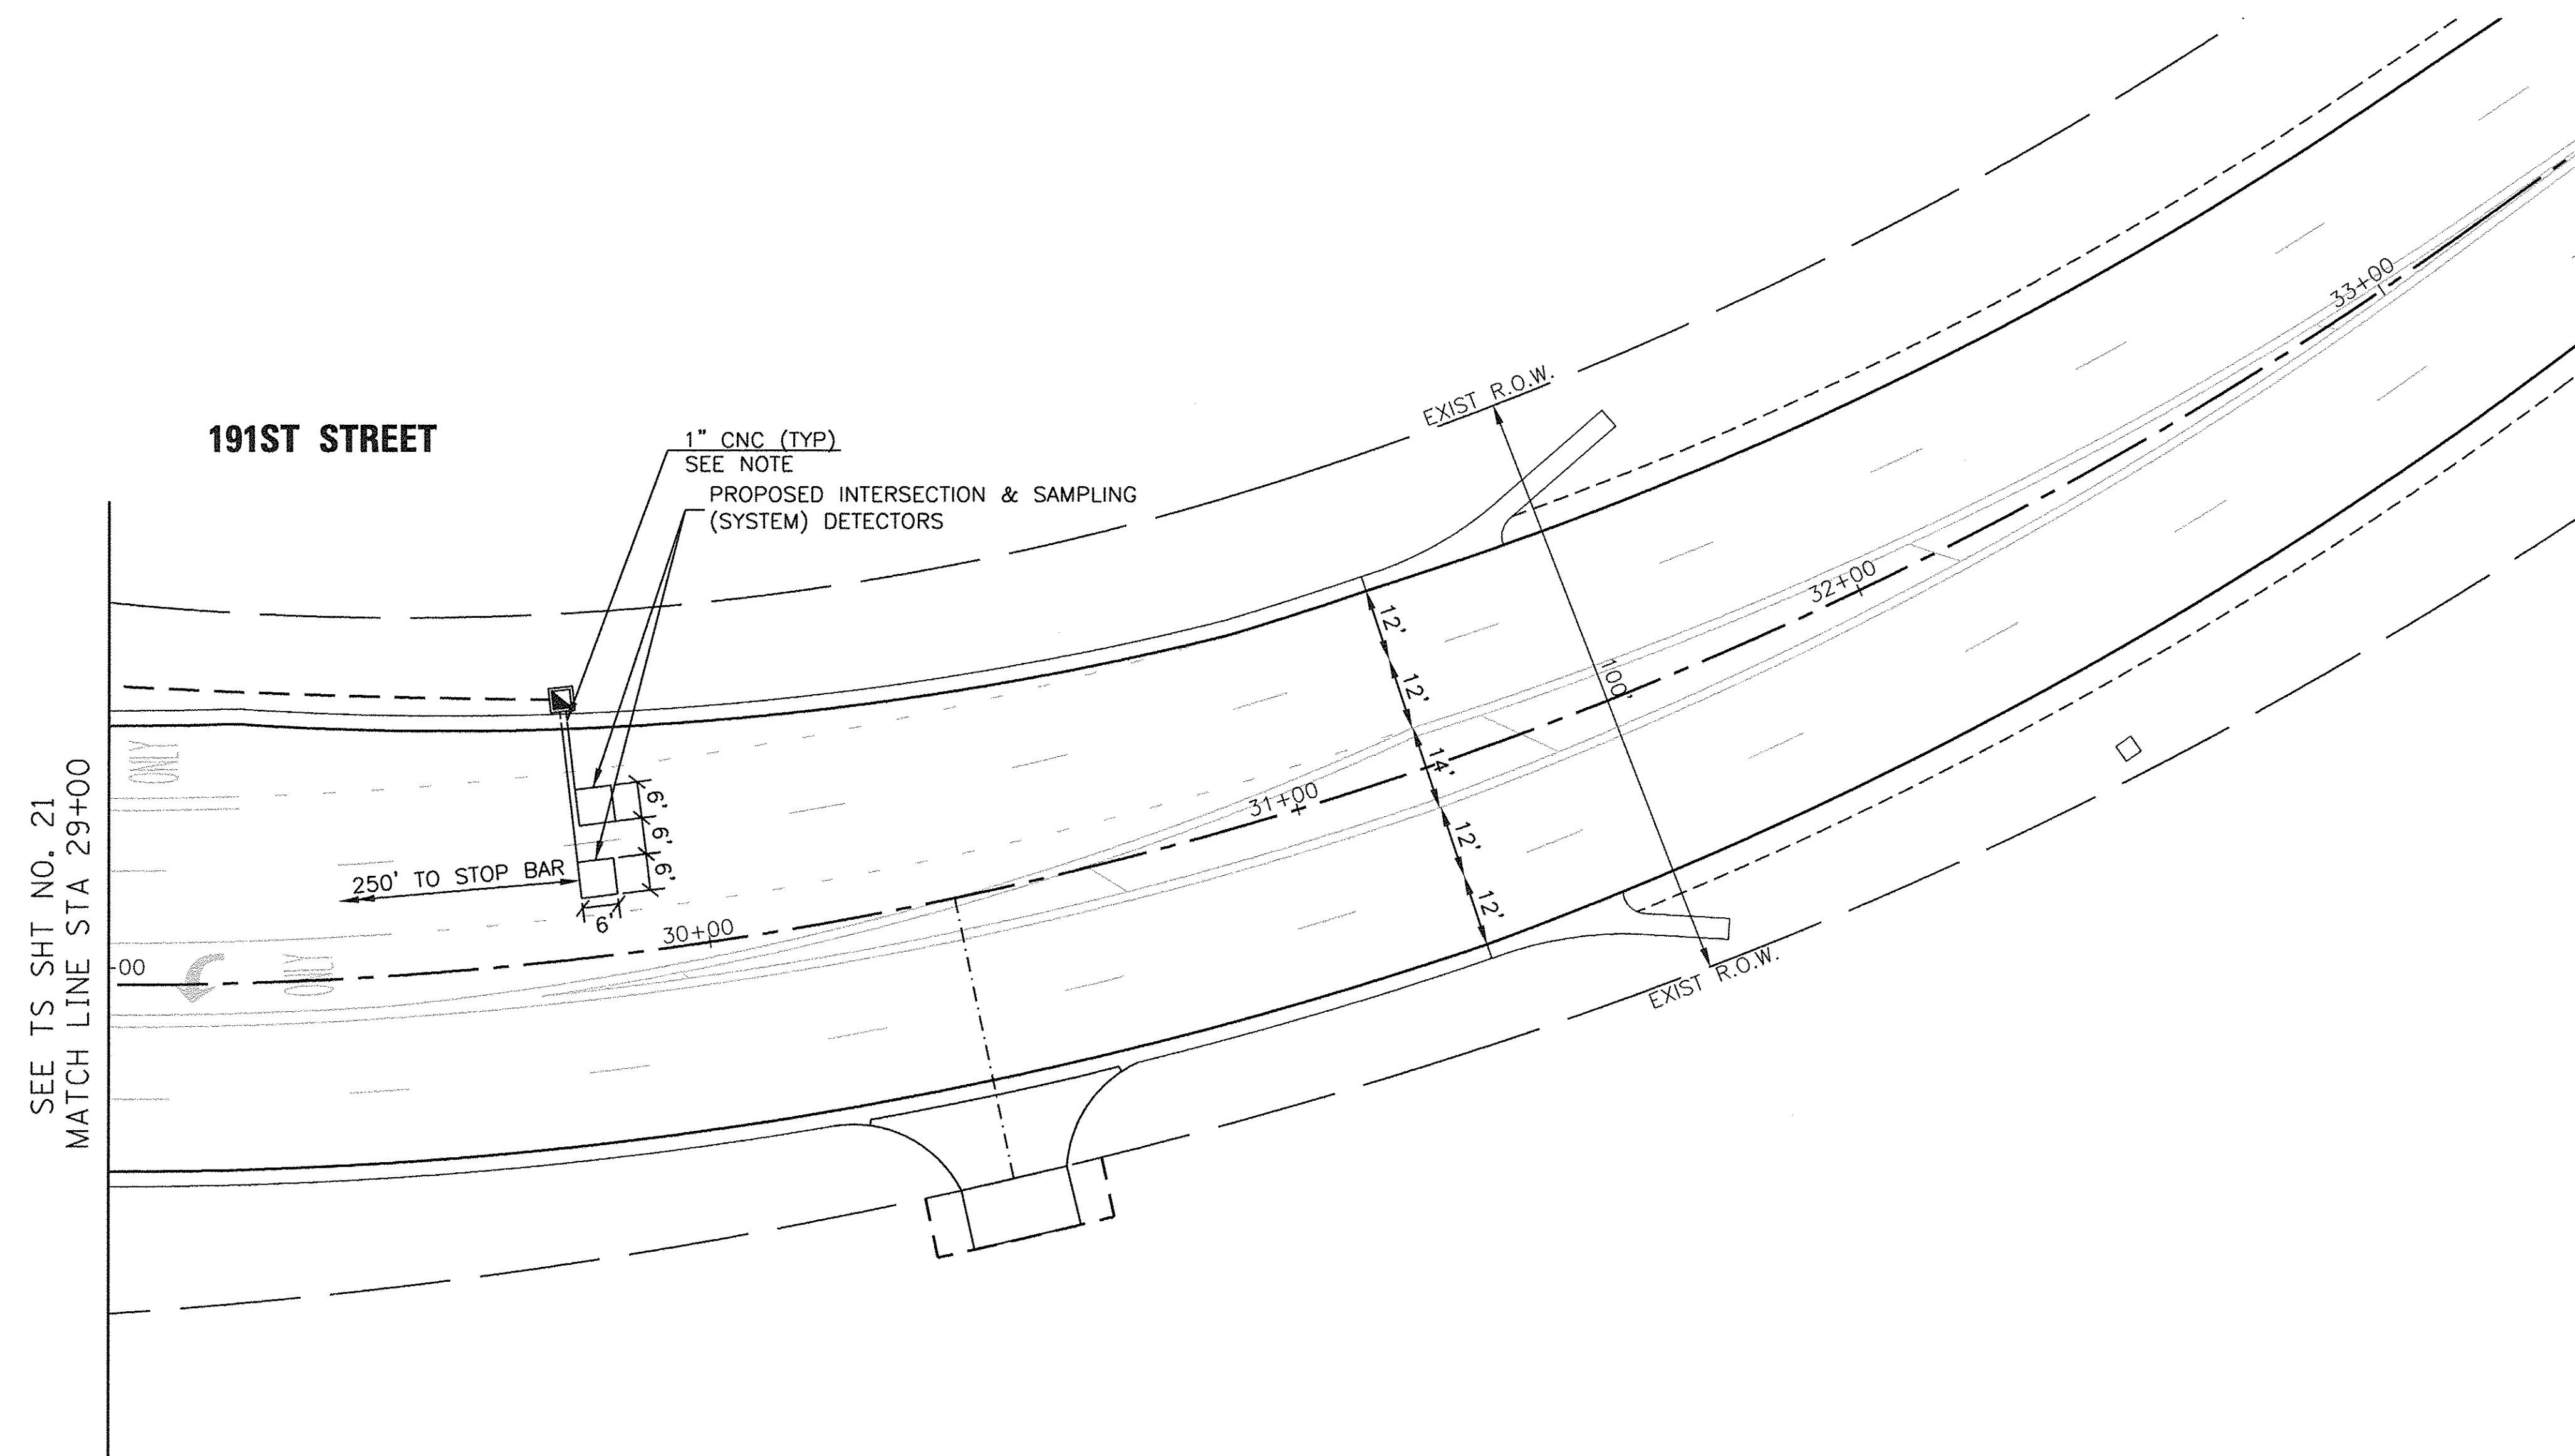 191ST STREET
1" CNC (TYP)
SEE NOTE
PROPOSED INTERSECTION & SAMPLING
(SYSTEM) DETECTORS
EXIST R.O.W.
33+00
32+00
31+00
30+00
-00
12'
12'
14'
12'
12'
100'
6'
6'
6'
6'
250' TO STOP BAR
ONLY
ONLY
EXIST R.O.W.
SEE TS SHT NO. 21
MATCH LINE STA 29+00